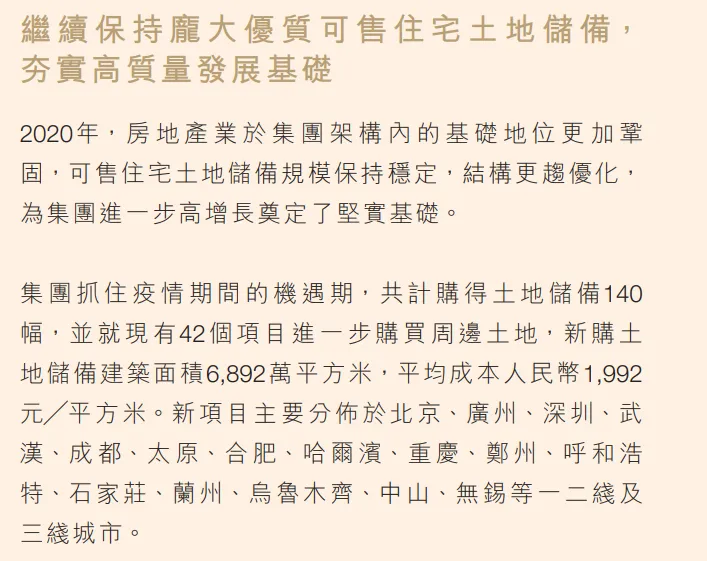 繼續保持龐大優質可售住宅土地儲備，
夯實高質量發展基礎
2020年，房地產業於集團架構內的基礎地位更加鞏
固，可售住宅土地儲備規模保持穩定，結構更趨優化，
為集團進一步高增長奠定了堅實基礎。
集團抓住疫情期間的機遇期，共計購得土地儲備140
幅，並就現有42個項目進一步購買周邊土地，新購土
地儲備建築面積6,892萬平方米，平均成本人民幣1,992
元╱平方米。新項目主要分佈於北京、廣州、深圳、武
漢、成都、太原、合肥、哈爾濱、重慶、鄭州、呼和浩
特、石家莊、蘭州、烏魯木齊、中山、無錫等一二綫及
三綫城市。